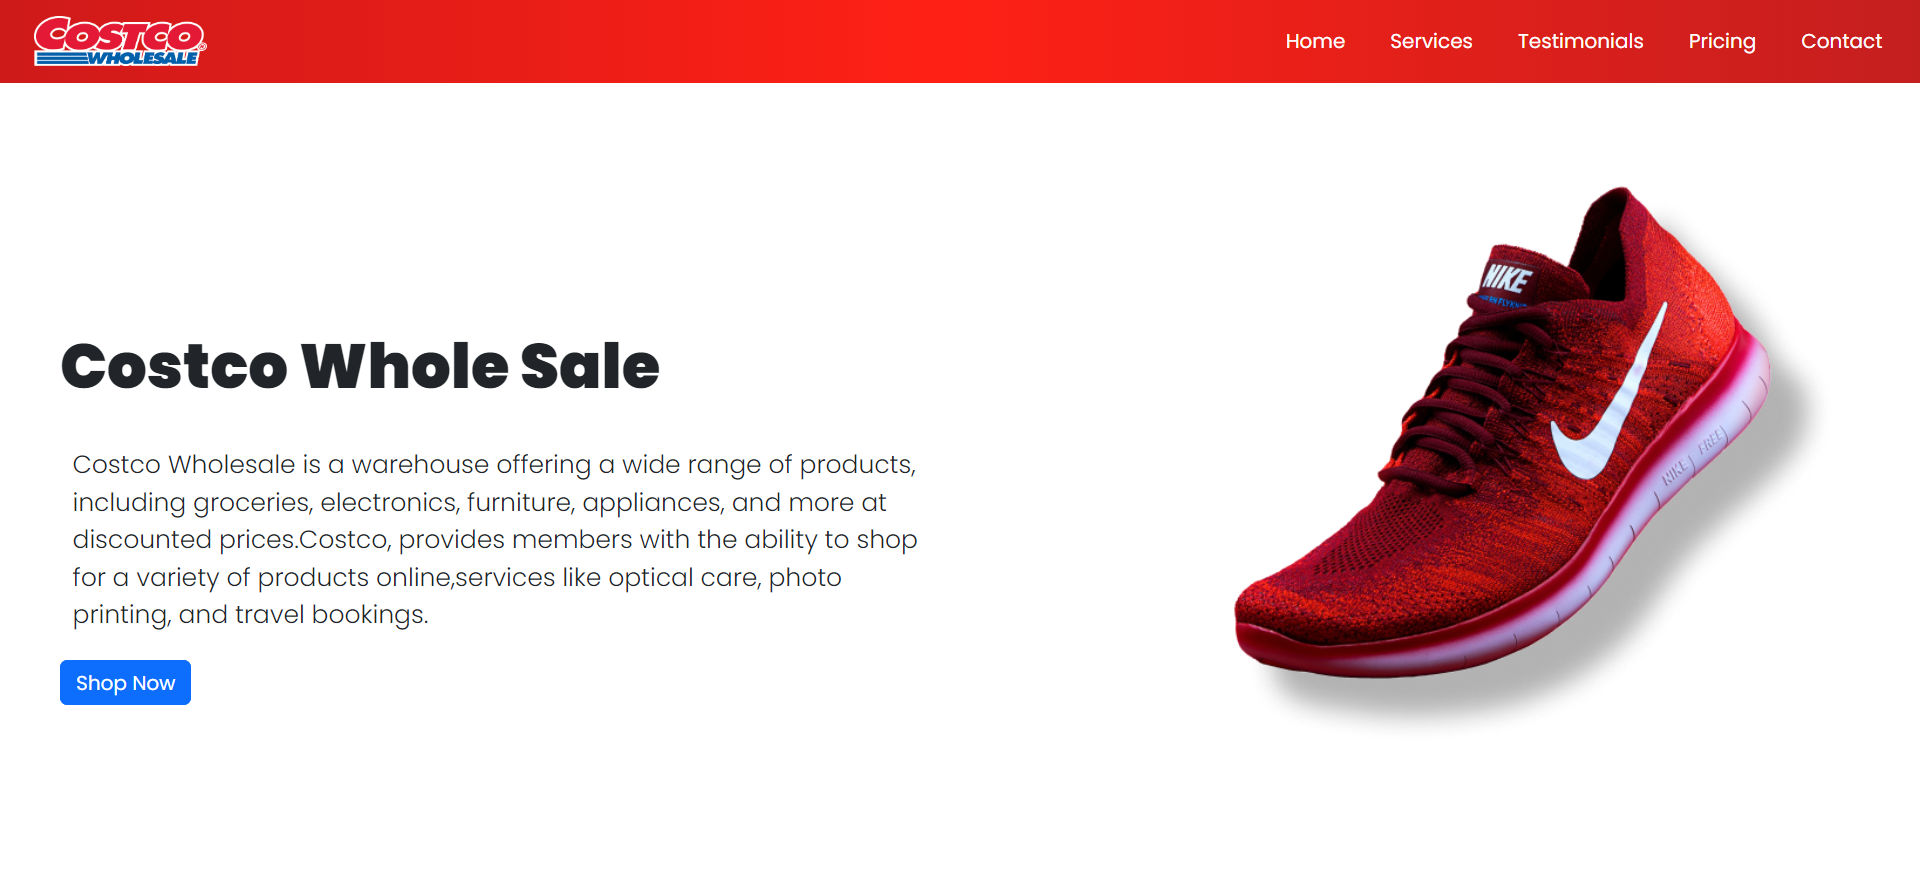 COSTCO
WHOLESALE
Home Services Testimonials Pricing Contact
NIKE
Costco Whole Sale
Costco Wholesale is a warehouse offering a wide range of products,
including groceries, electronics, furniture, appliances, and more at
discounted prices.Costco, provides members with the ability to shop
for a variety of products online,services like optical care, photo
printing, and travel bookings.
Shop Now
NIKE FREE